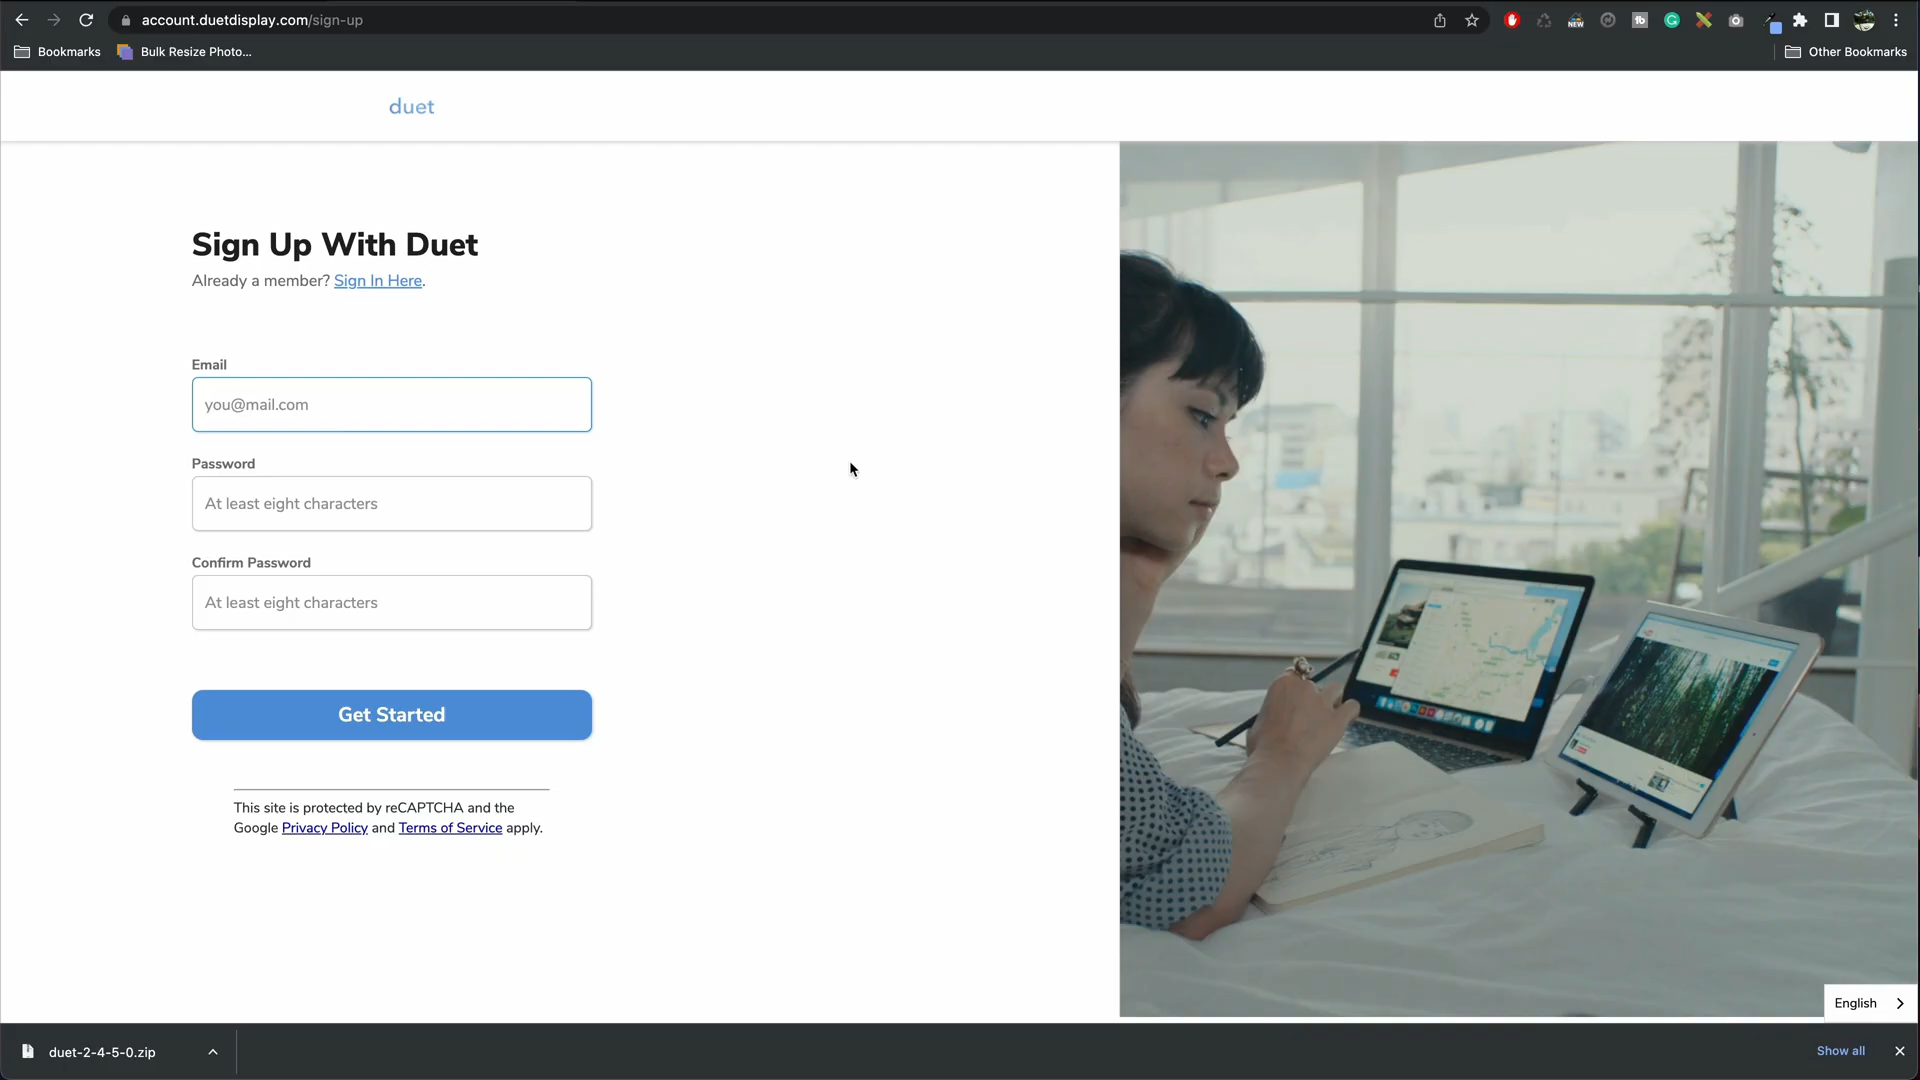 account.duetdisplay.com/sign-up
Bookmarks
Bulk Resize Photo...
Other Bookmarks
duet
Sign Up With Duet
Already a member? Sign In Here.
Email
you@mail.com
Password
At least eight characters
Confirm Password
At least eight characters
Get Started
This site is protected by reCAPTCHA and the
Google Privacy Policy and Terms of Service apply.
English
duet-2-4-5-0.zip
Show all